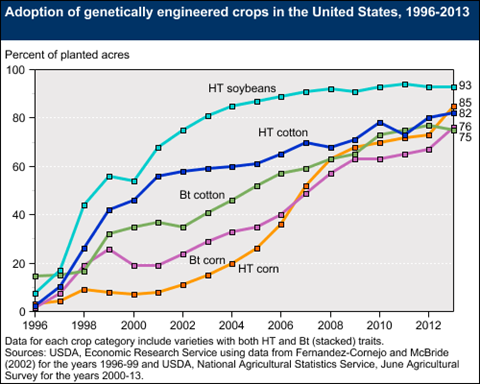 Adoption of genetically engineered crops in the United States, 1996-2013
Percent of planted acres
100
80
60
40
20
0
HT soybeans
HT cotton
Bt cotton
Bt corn
HT corn
93
85
82
76
75
1996 1998 2000 2002 2004 2006 2008 2010 2012
Data for each crop category include varieties with both HT and Bt (stacked) traits.
Sources: USDA, Economic Research Service using data from Fernandez-Cornejo and McBride
(2002) for the years 1996-99 and USDA, National Agricultural Statistics Service, June Agricultural
Survey for the years 2000-13.